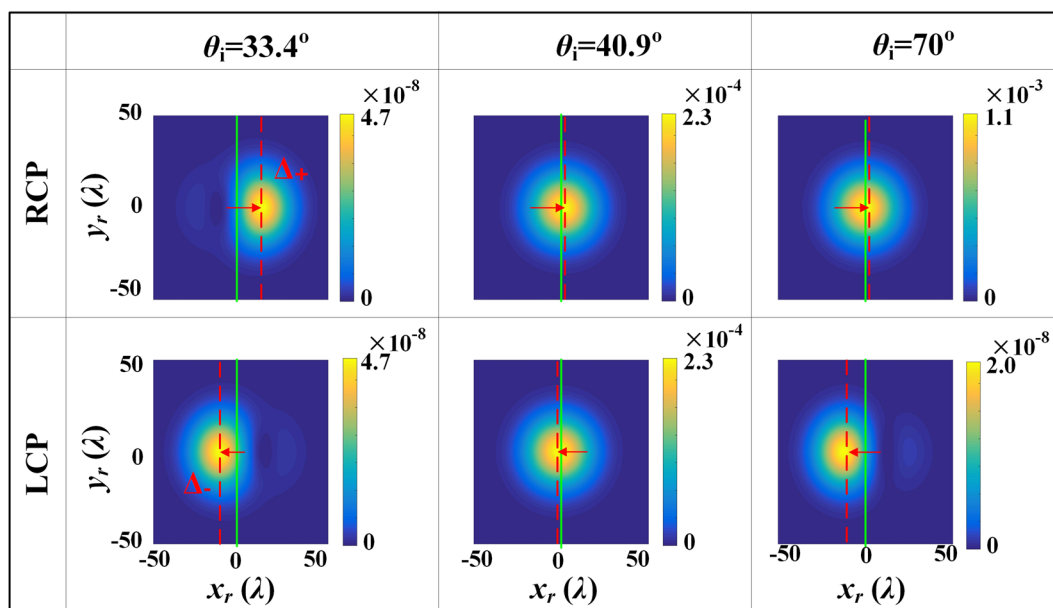 θi=33.4° θi=40.9° θi=70°
RCP
×10-8 ×10-4 ×10-3
50 4.7 2.3 1.1
yr (λ) 0 Δ+
-50 0 0 0
LCP
×10-8 ×10-4 ×10-8
50 4.7 2.3 2.0
yr (λ) 0 Δ-
-50 0 0 0
-50 0 50 0 50 0 50
xr (λ) xr (λ) xr (λ)